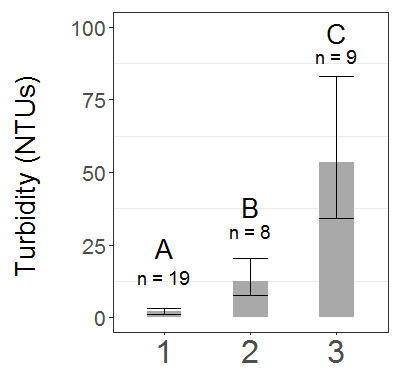 Turbidity (NTUs)
100
75
50
25
0
A
n = 19
B
n = 8
C
n = 9
1 2 3